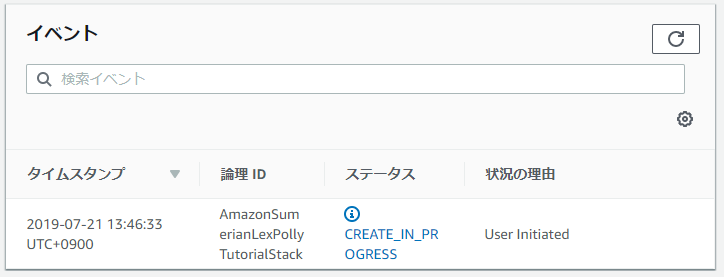 イベント
検索イベント
タイムスタンプ 論理 ID ステータス 状況の理由
2019-07-21 13:46:33
UTC+0900
AmazonSum
erianLexPolly
TutorialStack
CREATE_IN_PR
OGRESS
User Initiated